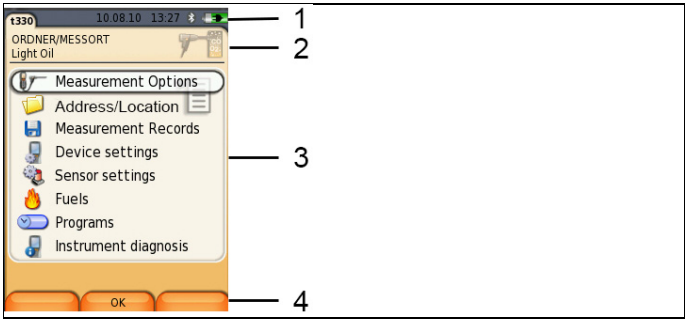 t330 10.08.10 13:27 1
ORDNER/MESSORT 2
Light Oil
Measurement Options
Address/Location
Measurement Records
Device settings 3
Sensor settings
Fuels
Programs
Instrument diagnosis
OK 4